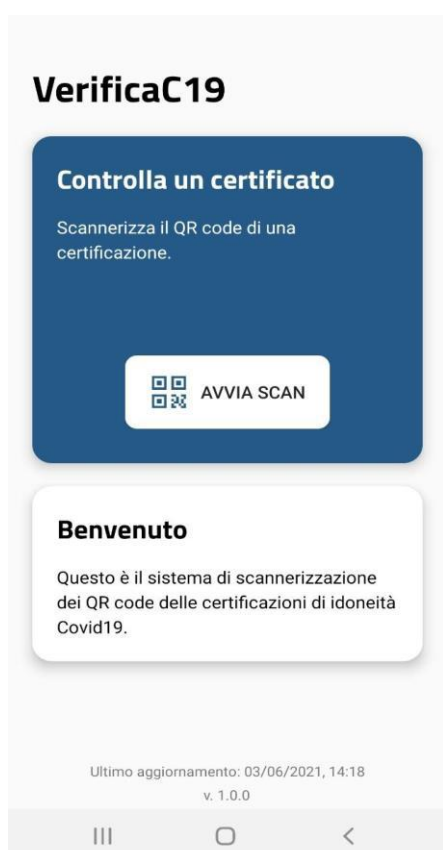 VerificaC19
Controlla un certificato
Scannerizza il QR code di una
certificazione.
AVVIA SCAN
Benvenuto
Questo è il sistema di scannerizzazione
dei QR code delle certificazioni di idoneità
Covid19.
Ultimo aggiornamento: 03/06/2021, 14:18
v. 1.0.0